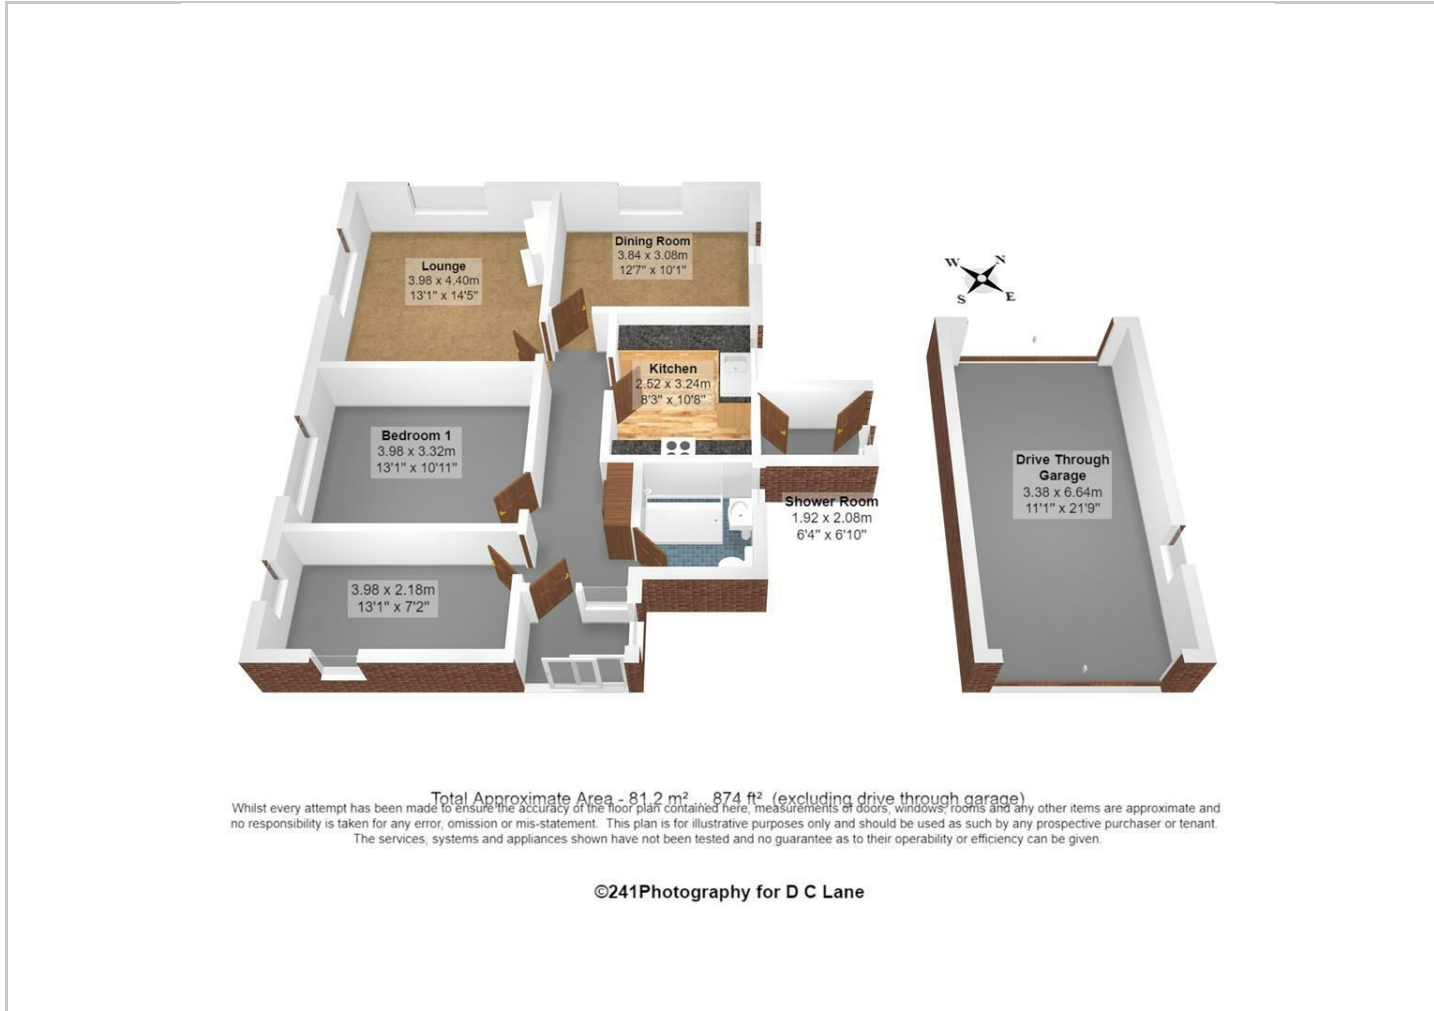 Dining Room
3.84 x 3.08m
12'7" x 10'1"
Lounge
3.98 x 4.40m
13'1" x 14'5"
W N
S E
Kitchen
2.52 x 3.24m
8'3" x 10'8"
Bedroom 1
3.98 x 3.32m
13'1" x 10'11"
Drive Through
Garage
3.38 x 6.64m
11'1" x 21'9"
Shower Room
1.92 x 2.08m
6'4" x 6'10"
3.98 x 2.18m
13'1" x 7'2"
Total Approximate Area - 81.2 m² ... 874 ft² (excluding drive through garage)
Whilst every attempt has been made to ensure the accuracy of the floor plan contained here, measurements of doors, windows, rooms and any other items are approximate and
no responsibility is taken for any error, omission or mis-statement. This plan is for illustrative purposes only and should be used as such by any prospective purchaser or tenant.
The services, systems and appliances shown have not been tested and no guarantee as to their operability or efficiency can be given.
©241Photography for D C Lane